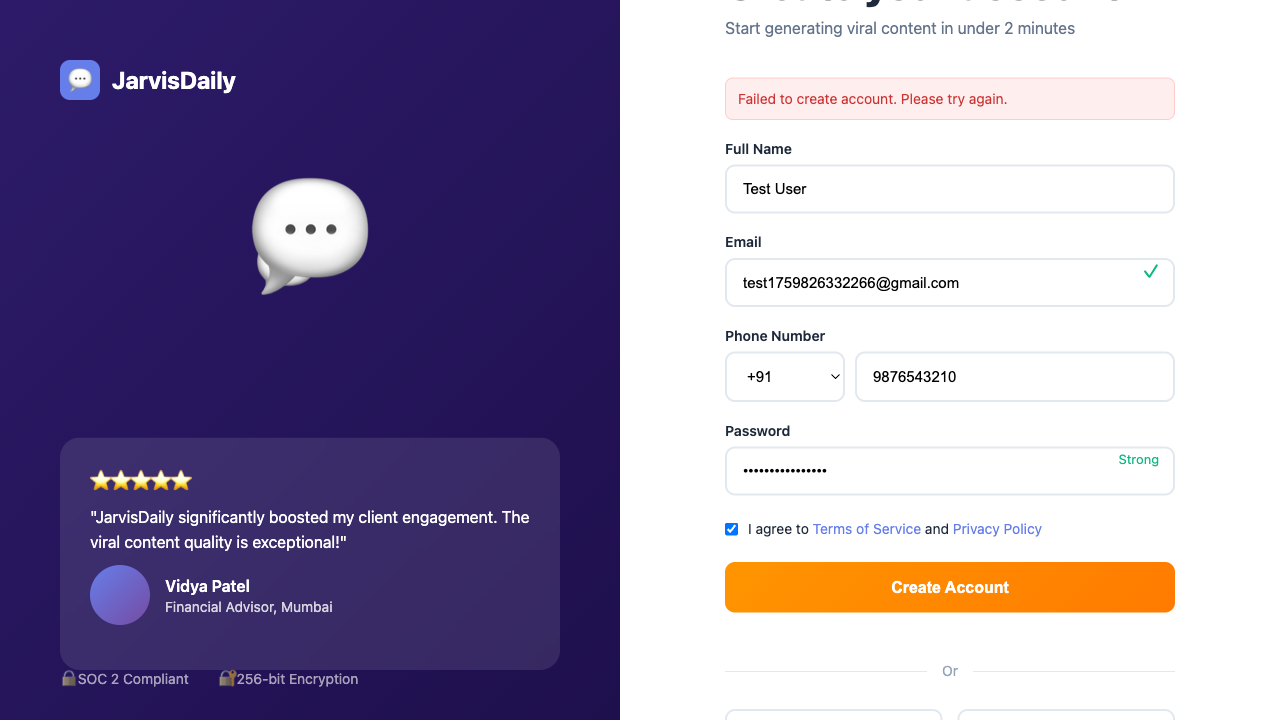 JarvisDaily
"JarvisDaily significantly boosted my client engagement. The
viral content quality is exceptional!"
Vidya Patel
Financial Advisor, Mumbai
SOC 2 Compliant
256-bit Encryption
Start generating viral content in under 2 minutes
Failed to create account. Please try again.
Full Name
Test User
Email
test1759826332266@gmail.com
Phone Number
+91
9876543210
Password
••••••••••••••••
Strong
I agree to Terms of Service and Privacy Policy
Create Account
Or